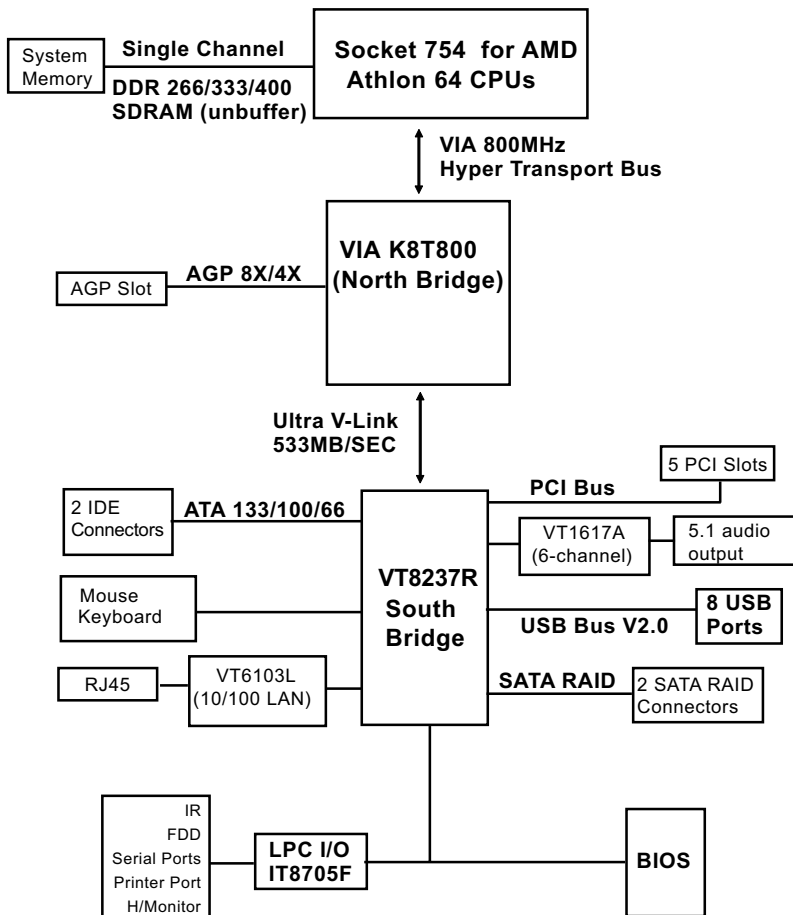 System
Memory
Single Channel
DDR 266/333/400
SDRAM (unbuffer)
Socket 754 for AMD
Athlon 64 CPUs
VIA 800MHz
Hyper Transport Bus
VIA K8T800
(North Bridge)
AGP Slot
AGP 8X/4X
Ultra V-Link
533MB/SEC
5 PCI Slots
PCI Bus
2 IDE
Connectors
ATA 133/100/66
VT1617A
(6-channel)
5.1 audio
output
VT8237R
South
Bridge
Mouse
Keyboard
USB Bus V2.0
8 USB
Ports
RJ45
VT6103L
(10/100 LAN)
SATA RAID
2 SATA RAID
Connectors
IR
FDD
Serial Ports
Printer Port
H/Monitor
LPC I/O
IT8705F
BIOS